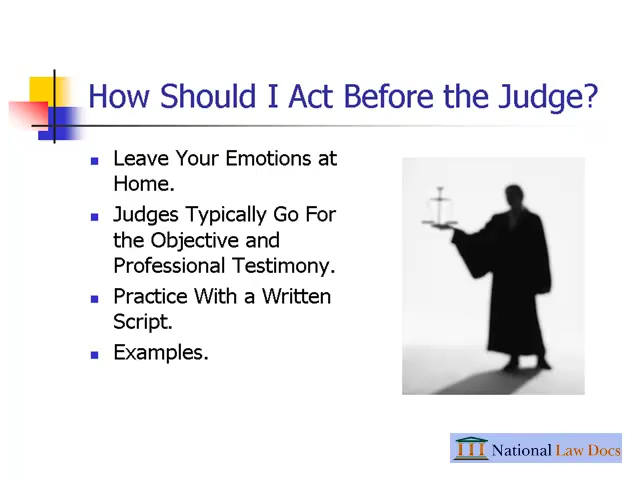 How Should I Act Before the Judge?
Leave Your Emotions at
Home.
Judges Typically Go For
the Objective and
Professional Testimony.
Practice With a Written
Script.
Examples.
National Law Docs